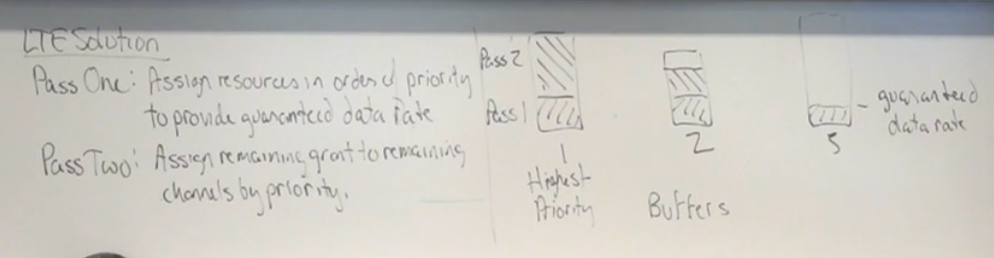 LTE Solution
Pass One: Assign resources in order of priority
to provide guaranteed data rate
Pass Two: Assign remaining grant to remaining
channels by priority.
Pass 2
Pass 1
1
Highest
Priority
2
Buffers
5
guaranteed
data rate